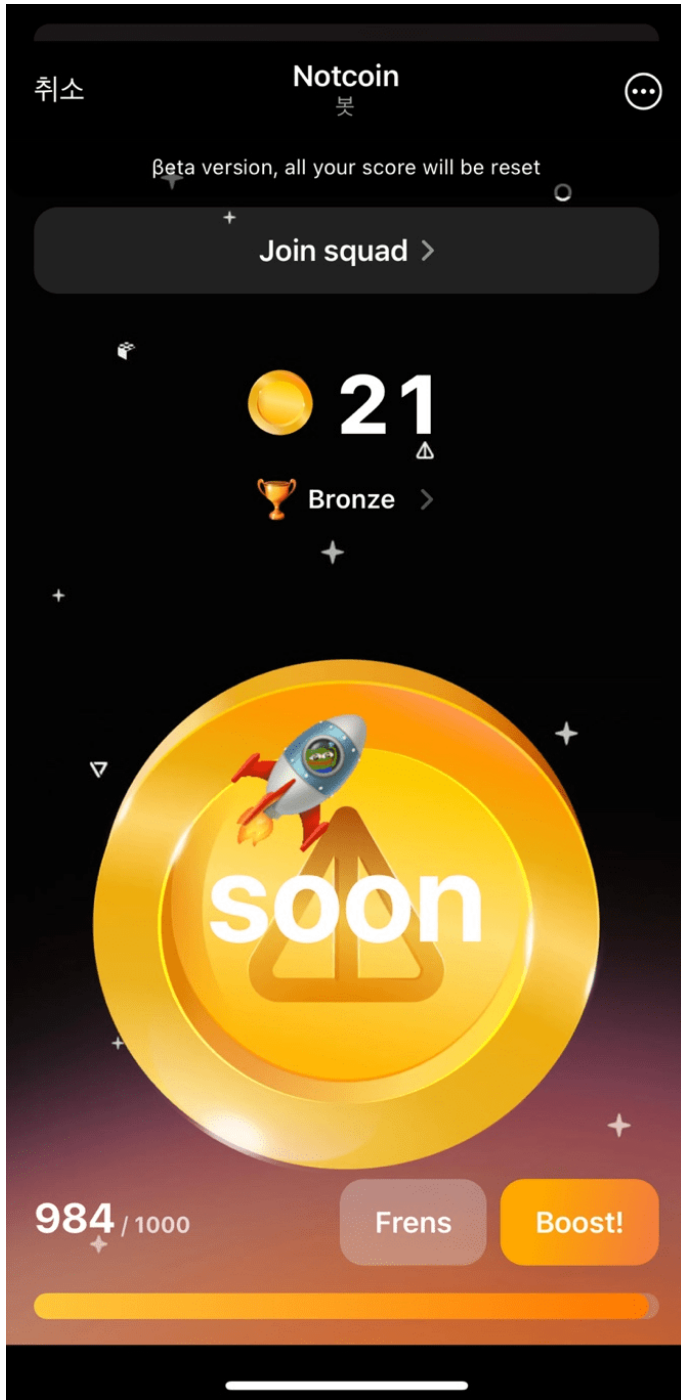 취소
Notcoin
봇
βeta version, all your score will be reset
Join squad >
21
Bronze >
soon
984 / 1000
Frens
Boost!